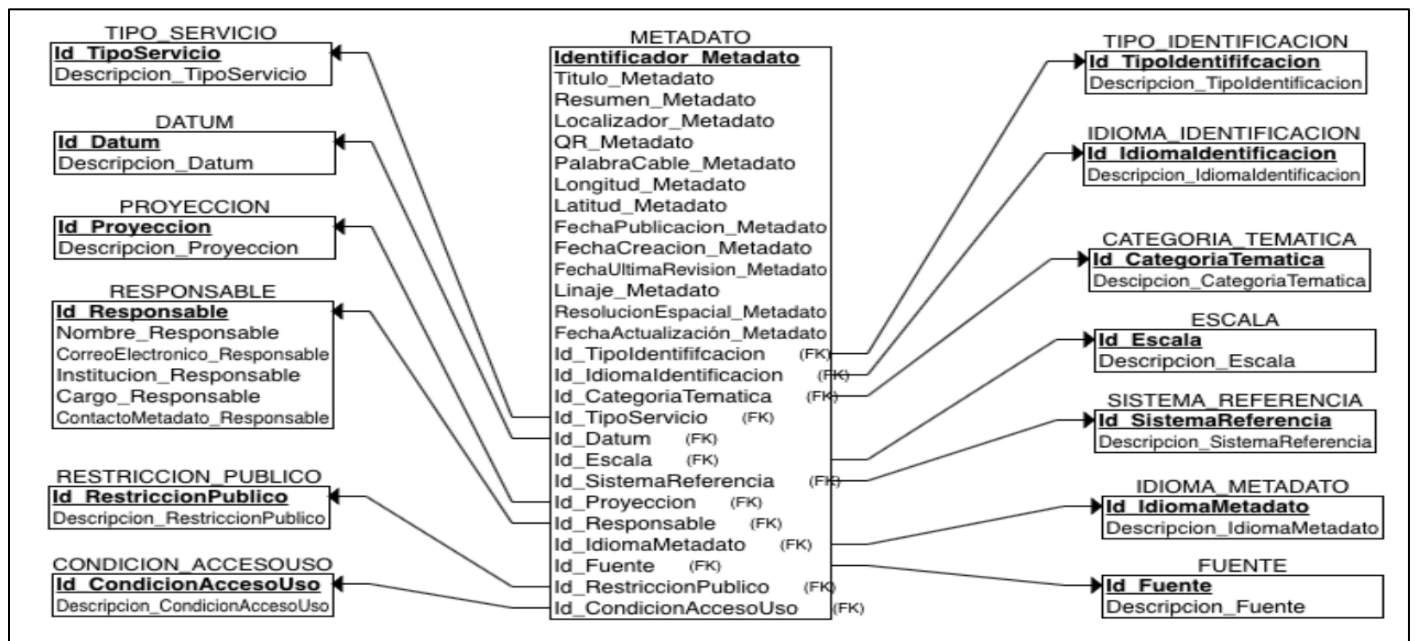 TIPO_SERVICIO
Id_TipoServicio
Descripcion_TipoServicio
DATUM
Id_Datum
Descripcion_Datum
PROYECCION
Id_Proyeccion
Descripcion_Proyeccion
RESPONSABLE
Id_Responsable
Nombre_Responsable
CorreoElectronico_Responsable
Institucion_Responsable
Cargo_Responsable
ContactoMetadato_Responsable
RESTRICCION_PUBLICO
Id_RestriccionPublico
Descripcion_RestriccionPublico
CONDICION_ACCESOUSO
Id_CondicionAccesoUso
Descripcion_CondicionAccesoUso
METADATO
Identificador_Metadato
Titulo_Metadato
Resumen_Metadato
Localizador_Metadato
QR_Metadato
PalabraCable_Metadato
Longitud_Metadato
Latitud_Metadato
FechaPublicacion_Metadato
FechaCreacion_Metadato
FechaUltimaRevision_Metadato
Linaje_Metadato
ResolucionEspacial_Metadato
FechaActualización_Metadato
Id_TipoIdentififcacion (FK)
Id_IdiomaIdentificacion (FK)
Id_CategoriaTematica (FK)
Id_TipoServicio (FK)
Id_Datum (FK)
Id_Escala (FK)
Id_SistemaReferencia (FK)
Id_Proyeccion (FK)
Id_Responsable (FK)
Id_IdiomaMetadato (FK)
Id_Fuente (FK)
Id_RestriccionPublico (FK)
Id_CondicionAccesoUso (FK)
TIPO_IDENTIFICACION
Id_TipoIdentififcacion
Descripcion_TipoIdentificacion
IDIOMA_IDENTIFICACION
Id_IdiomaIdentificacion
Descripcion_IdiomaIdentificacion
CATEGORIA_TEMATICA
Id_CategoriaTematica
Descipcion_CategoriaTematica
ESCALA
Id_Escala
Descripcion_Escala
SISTEMA_REFERENCIA
Id_SistemaReferencia
Descripcion_SistemaReferencia
IDIOMA_METADATO
Id_IdiomaMetadato
Descripcion_IdiomaMetadato
FUENTE
Id_Fuente
Descripcion_Fuente